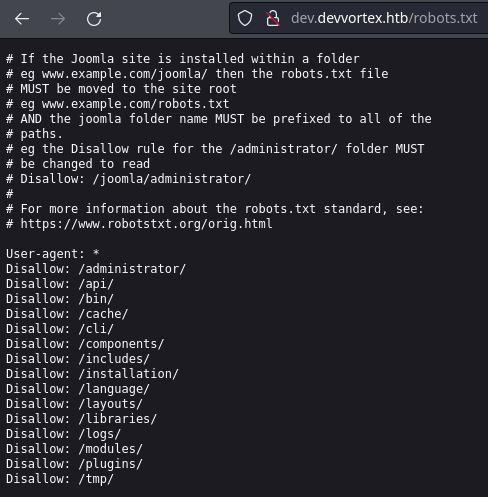 dev.devvortex.htb/robots.txt
# If the Joomla site is installed within a folder
# eg www.example.com/joomla/ then the robots.txt file
# MUST be moved to the site root
# eg www.example.com/robots.txt
# AND the joomla folder name MUST be prefixed to all of the
# paths.
# eg the Disallow rule for the /administrator/ folder MUST
# be changed to read
# Disallow: /joomla/administrator/
#
# For more information about the robots.txt standard, see:
# https://www.robotstxt.org/orig.html

User-agent: *
Disallow: /administrator/
Disallow: /api/
Disallow: /bin/
Disallow: /cache/
Disallow: /cli/
Disallow: /components/
Disallow: /includes/
Disallow: /installation/
Disallow: /language/
Disallow: /layouts/
Disallow: /libraries/
Disallow: /logs/
Disallow: /modules/
Disallow: /plugins/
Disallow: /tmp/